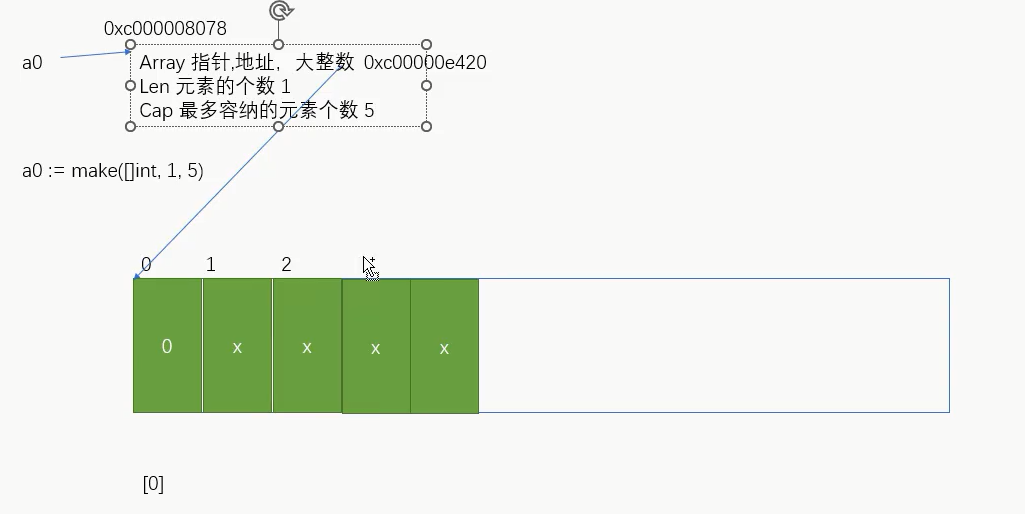 0xc000008078
a0
Array 指针,地址，大整数 0xc00000e420
Len 元素的个数 1
Cap 最多容纳的元素个数 5
a0 := make([]int, 1, 5)
0 1 2
0 x x x x
[0]